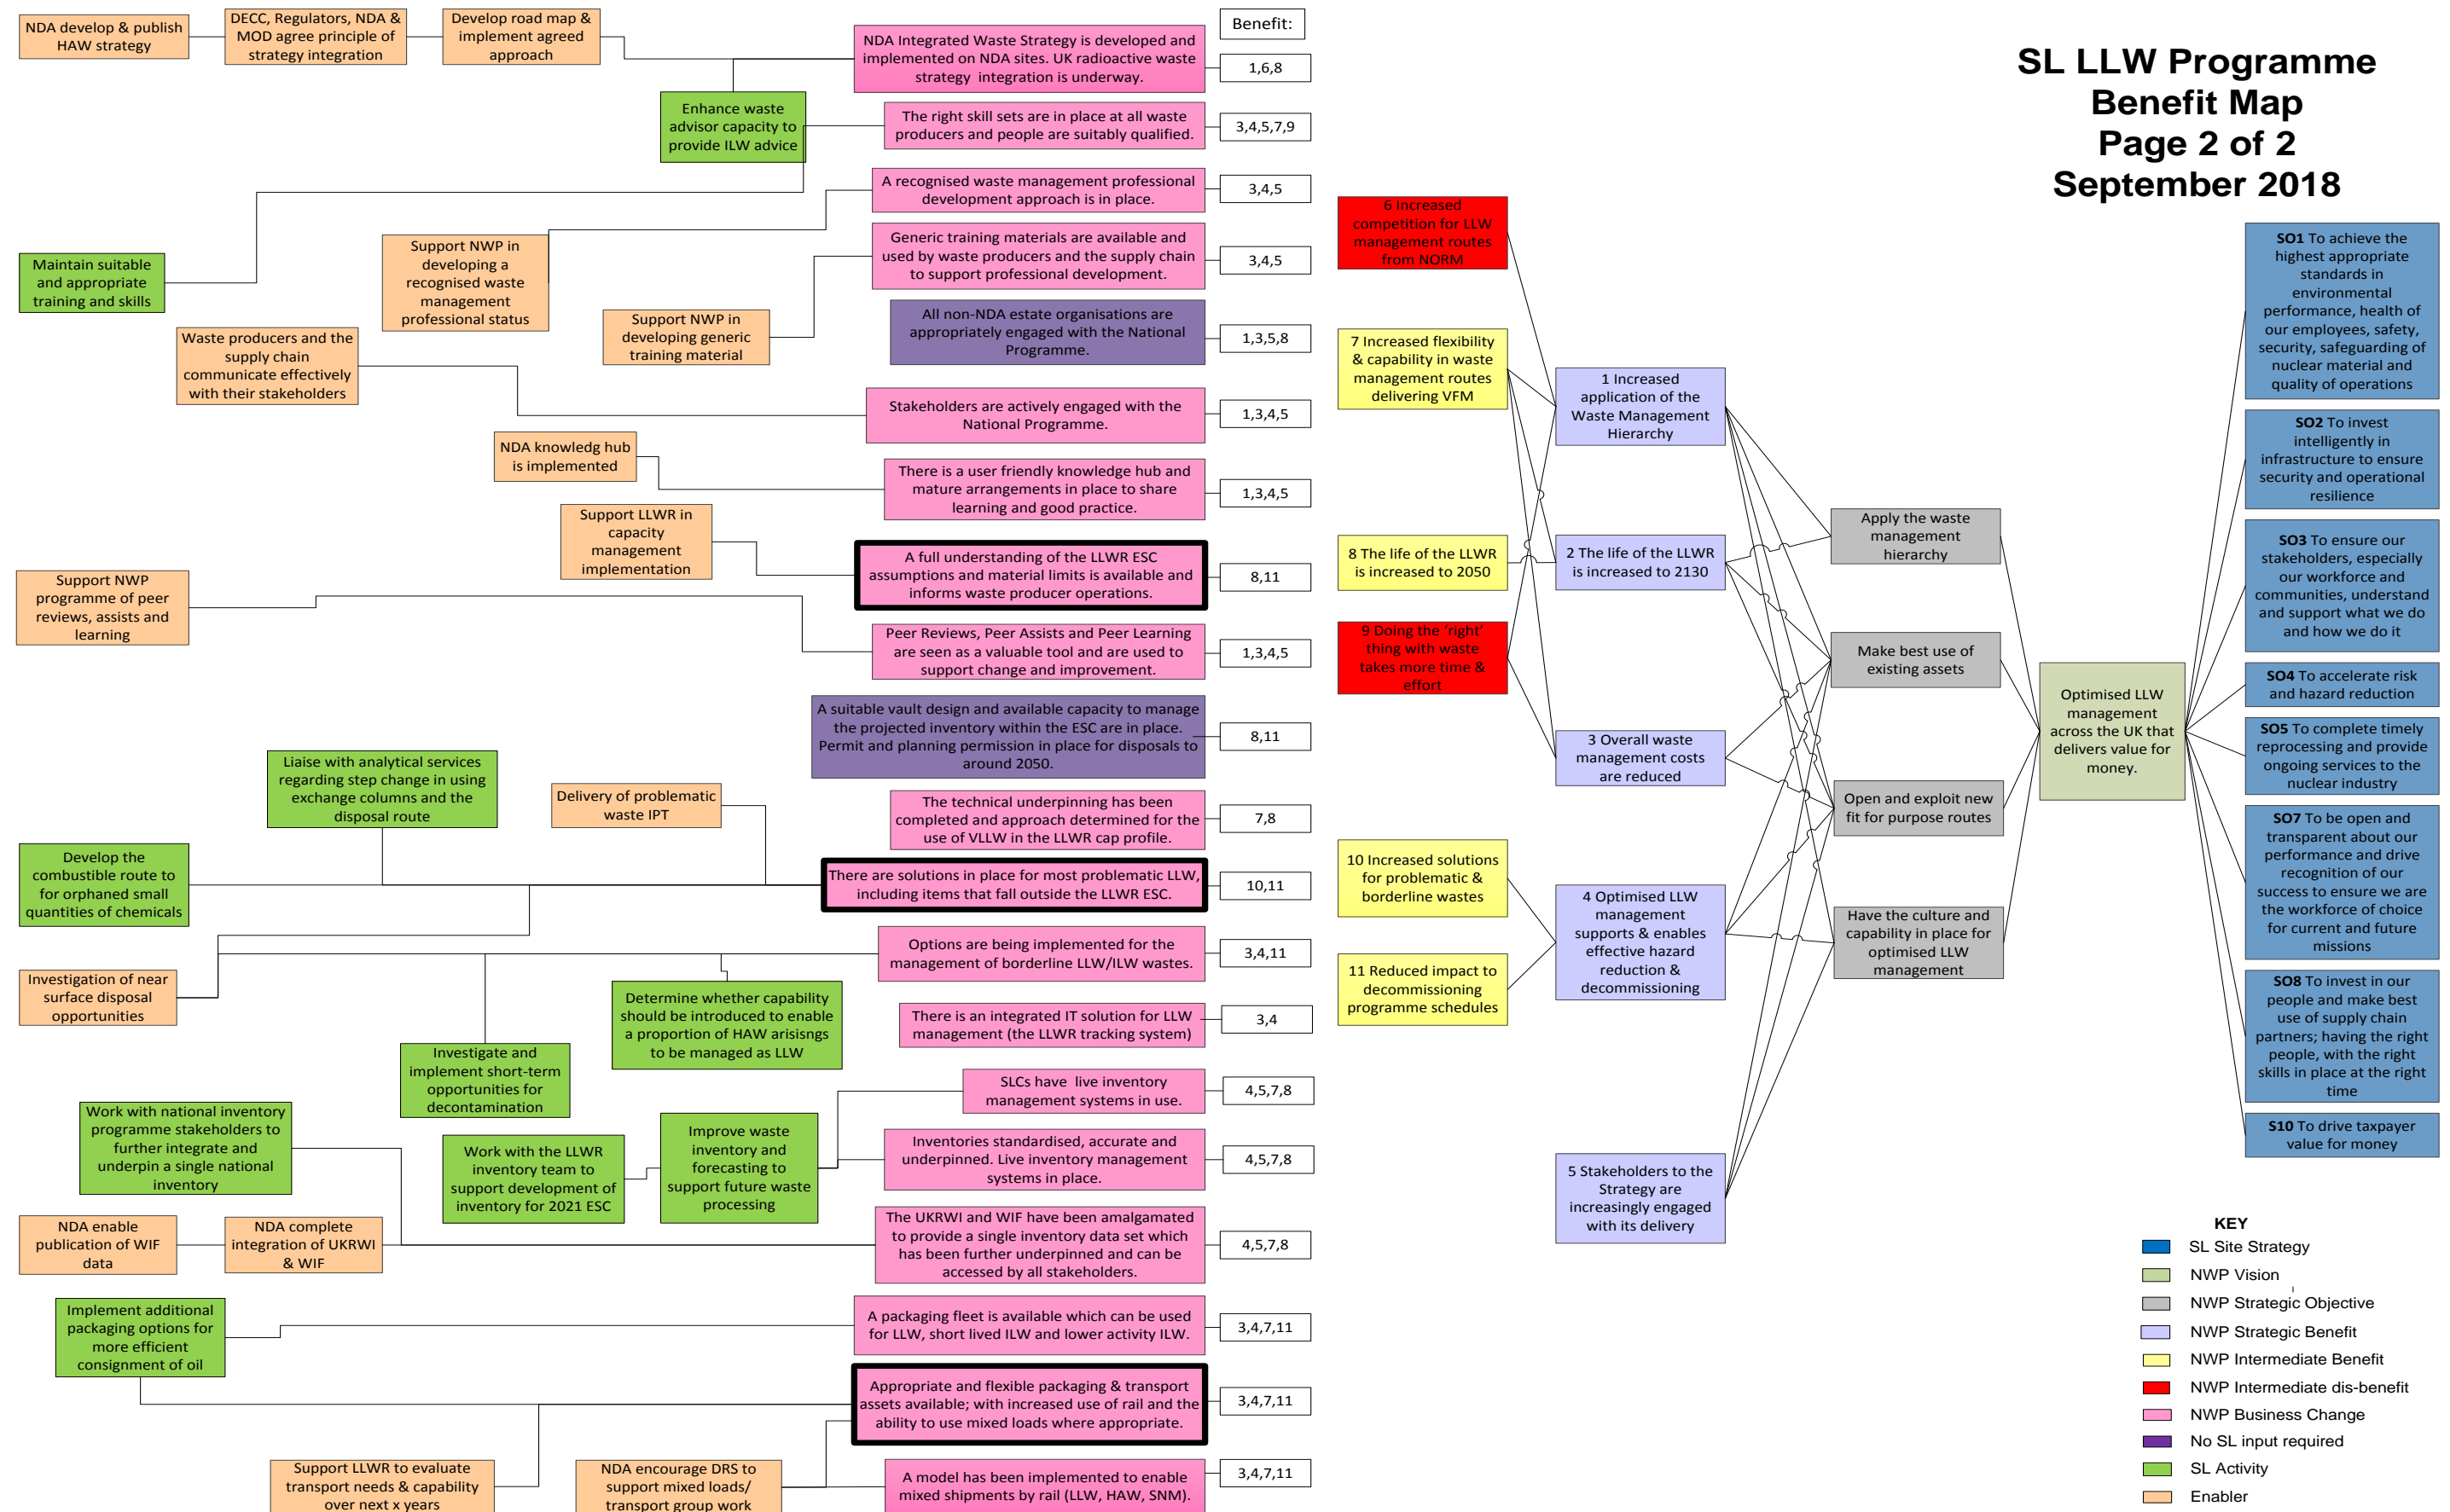 SL LLW Programme
Benefit Map
Page 2 of 2
September 2018
NDA develop & publish
HAW strategy
DECC, Regulators, NDA &
MOD agree principle of
strategy integration
Develop road map &
implement agreed
approach
Enhance waste
advisor capacity to
provide ILW advice
Maintain suitable
and appropriate
training and skills
Support NWP in
developing a
recognised waste
management
professional status
Support NWP in
developing generic
training material
Waste producers and the
supply chain
communicate effectively
with their stakeholders
NDA knowledg hub
is implemented
Support LLWR in
capacity
management
implementation
Support NWP
programme of peer
reviews, assists and
learning
Liaise with analytical services
regarding step change in using
exchange columns and the
disposal route
Delivery of problematic
waste IPT
Develop the
combustible route to
for orphaned small
quantities of chemicals
Investigation of near
surface disposal
opportunities
Determine whether capability
should be introduced to enable
a proportion of HAW arisisngs
to be managed as LLW
Investigate and
implement short-term
opportunities for
decontamination
Work with national inventory
programme stakeholders to
further integrate and
underpin a single national
inventory
Work with the LLWR
inventory team to
support development of
inventory for 2021 ESC
Improve waste
inventory and
forecasting to
support future waste
processing
NDA enable
publication of WIF
data
NDA complete
integration of UKRWI
& WIF
Implement additional
packaging options for
more efficient
consignment of oil
Support LLWR to evaluate
transport needs & capability
over next x years
NDA encourage DRS to
support mixed loads/
transport group work
Benefit:
NDA Integrated Waste Strategy is developed and
implemented on NDA sites. UK radioactive waste
strategy integration is underway.
1,6,8
The right skill sets are in place at all waste
producers and people are suitably qualified.
3,4,5,7,9
A recognised waste management professional
development approach is in place.
3,4,5
Generic training materials are available and
used by waste producers and the supply chain
to support professional development.
3,4,5
All non-NDA estate organisations are
appropriately engaged with the National
Programme.
1,3,5,8
Stakeholders are actively engaged with the
National Programme.
1,3,4,5
There is a user friendly knowledge hub and
mature arrangements in place to share
learning and good practice.
1,3,4,5
A full understanding of the LLWR ESC
assumptions and material limits is available and
informs waste producer operations.
8,11
Peer Reviews, Peer Assists and Peer Learning
are seen as a valuable tool and are used to
support change and improvement.
1,3,4,5
A suitable vault design and available capacity to manage
the projected inventory within the ESC are in place.
Permit and planning permission in place for disposals to
around 2050.
8,11
The technical underpinning has been
completed and approach determined for the
use of VLLW in the LLWR cap profile.
7,8
There are solutions in place for most problematic LLW,
including items that fall outside the LLWR ESC.
10,11
Options are being implemented for the
management of borderline LLW/ILW wastes.
3,4,11
There is an integrated IT solution for LLW
management (the LLWR tracking system)
3,4
SLCs have live inventory
management systems in use.
4,5,7,8
Inventories standardised, accurate and
underpinned. Live inventory management
systems in place.
4,5,7,8
The UKRWI and WIF have been amalgamated
to provide a single inventory data set which
has been further underpinned and can be
accessed by all stakeholders.
4,5,7,8
A packaging fleet is available which can be used
for LLW, short lived ILW and lower activity ILW.
3,4,7,11
Appropriate and flexible packaging & transport
assets available; with increased use of rail and the
ability to use mixed loads where appropriate.
3,4,7,11
A model has been implemented to enable
mixed shipments by rail (LLW, HAW, SNM).
3,4,7,11
6 Increased
competition for LLW
management routes
from NORM
7 Increased flexibility
& capability in waste
management routes
delivering VFM
8 The life of the LLWR
is increased to 2050
9 Doing the ‘right’
thing with waste
takes more time &
effort
10 Increased solutions
for problematic &
borderline wastes
11 Reduced impact to
decommissioning
programme schedules
1 Increased
application of the
Waste Management
Hierarchy
2 The life of the LLWR
is increased to 2130
3 Overall waste
management costs
are reduced
4 Optimised LLW
management
supports & enables
effective hazard
reduction &
decommissioning
5 Stakeholders to the
Strategy are
increasingly engaged
with its delivery
Apply the waste
management
hierarchy
Make best use of
existing assets
Open and exploit new
fit for purpose routes
Have the culture and
capability in place for
optimised LLW
management
Optimised LLW
management
across the UK that
delivers value for
money.
SO1 To achieve the
highest appropriate
standards in
environmental
performance, health of
our employees, safety,
security, safeguarding of
nuclear material and
quality of operations
SO2 To invest
intelligently in
infrastructure to ensure
security and operational
resilience
SO3 To ensure our
stakeholders, especially
our workforce and
communities, understand
and support what we do
and how we do it
SO4 To accelerate risk
and hazard reduction
SO5 To complete timely
reprocessing and provide
ongoing services to the
nuclear industry
SO7 To be open and
transparent about our
performance and drive
recognition of our
success to ensure we are
the workforce of choice
for current and future
missions
SO8 To invest in our
people and make best
use of supply chain
partners; having the right
people, with the right
skills in place at the right
time
S10 To drive taxpayer
value for money
KEY
SL Site Strategy
NWP Vision
NWP Strategic Objective
NWP Strategic Benefit
NWP Intermediate Benefit
NWP Intermediate dis-benefit
NWP Business Change
No SL input required
SL Activity
Enabler